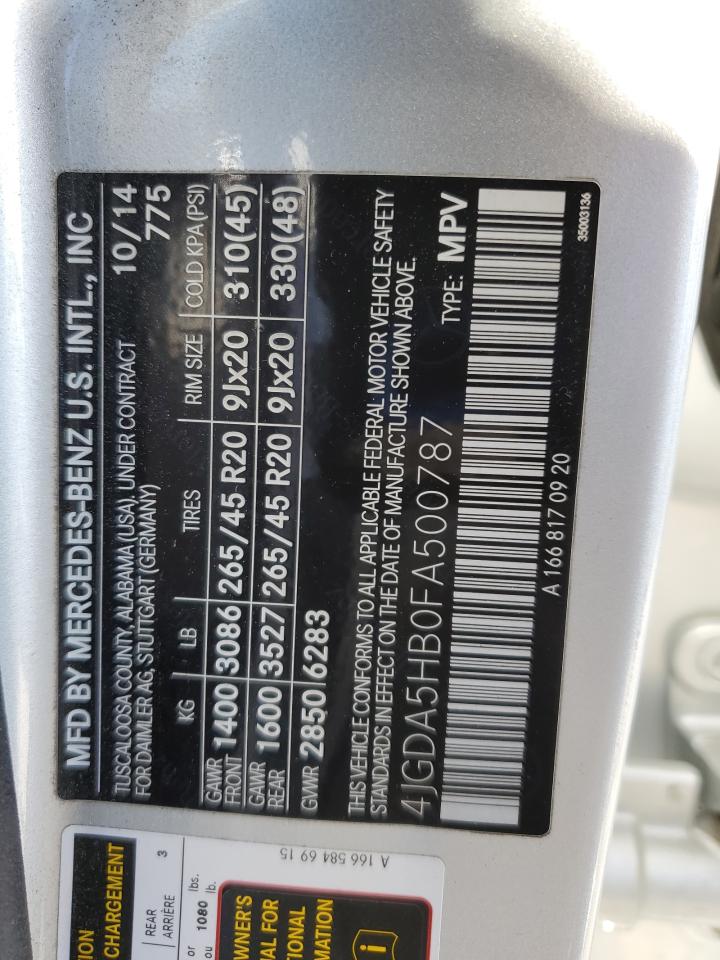 MFD BY MERCEDES-BENZ U.S. INTL., INC
TUSCALOOSA COUNTY, ALABAMA (USA), UNDER CONTRACT 10/14
FOR DAIMLER AG, STUTTGART (GERMANY) 775
KG LB TIRES RIM SIZE COLD KPA (PSI)
GAWR FRONT 1400 3086 265/45 R20 9Jx20 310(45)
GAWR REAR 1600 3527 265/45 R20 9Jx20 330(48)
GVWR 2850 6283
THIS VEHICLE CONFORMS TO ALL APPLICABLE FEDERAL MOTOR VEHICLE SAFETY
STANDARDS IN EFFECT ON THE DATE OF MANUFACTURE SHOWN ABOVE.
4JGDA5HB0FA500787 TYPE: MPV
A 166 817 09 20 35003136
A 166 584 69 15
CHARGEMENT
REAR 3
ARRIÈRE
or lbs.
ou 1080 lb.
OWNER'S
FOR